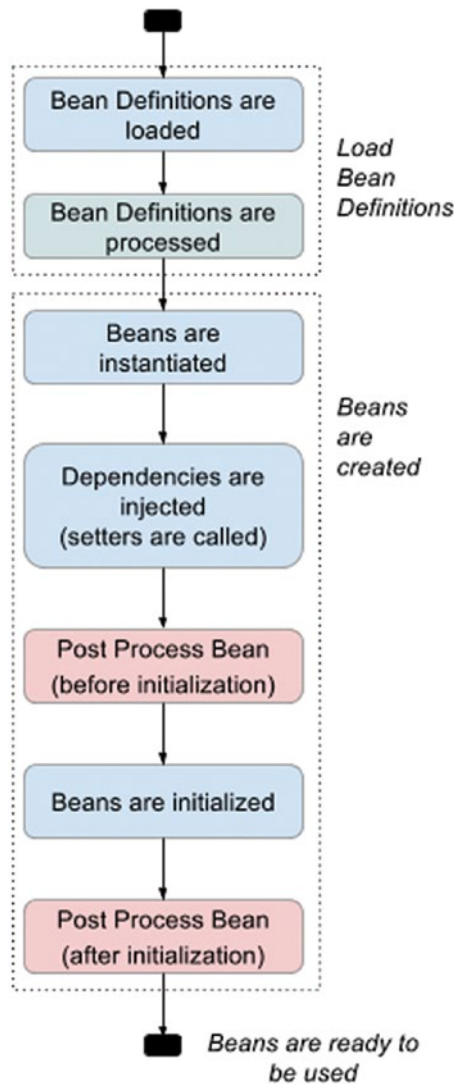 Bean Definitions are
loaded
Load
Bean
Definitions
Bean Definitions are
processed
Beans are
instantiated
Beans
are
created
Dependencies are
injected
(setters are called)
Post Process Bean
(before initialization)
Beans are initialized
Post Process Bean
(after initialization)
Beans are ready to
be used